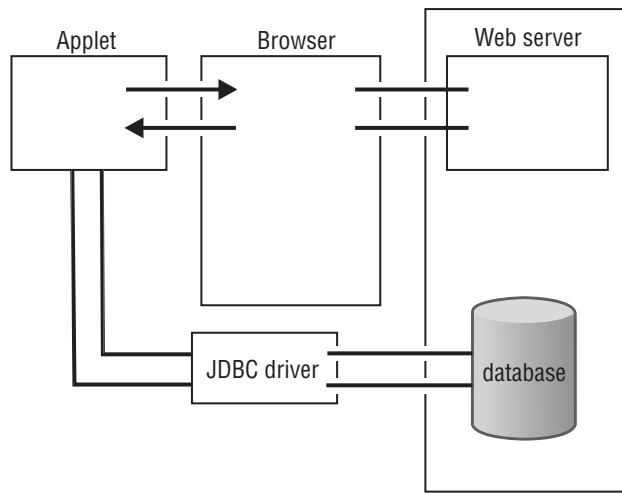 Applet
Browser
Web server
JDBC driver
database